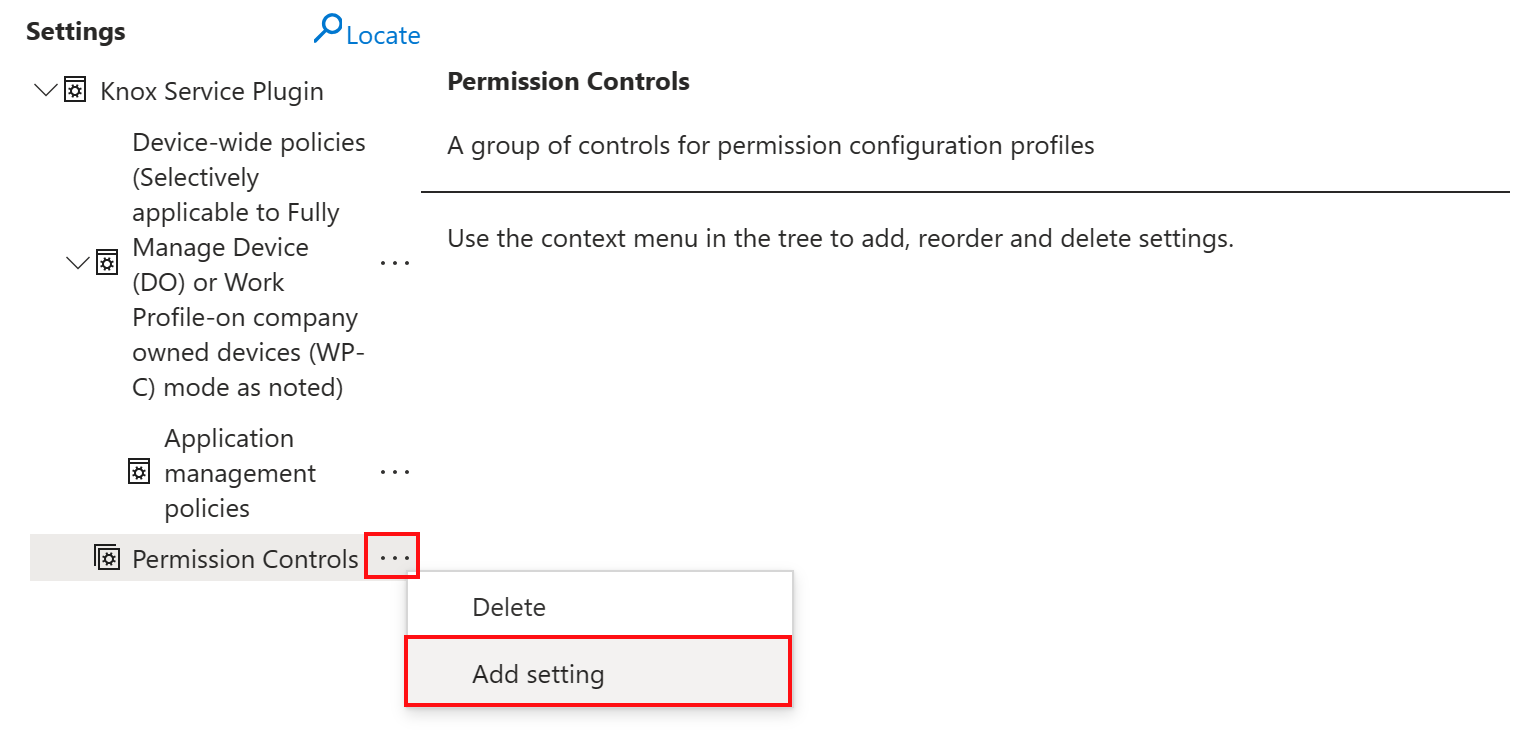 Settings
Locate
Knox Service Plugin
Device-wide policies
(Selectively
applicable to Fully
Manage Device
(DO) or Work
Profile-on company
owned devices (WP-
C) mode as noted)
...
Application
management
policies
...
Permission Controls
...
Delete
Add setting
Permission Controls
A group of controls for permission configuration profiles
Use the context menu in the tree to add, reorder and delete settings.